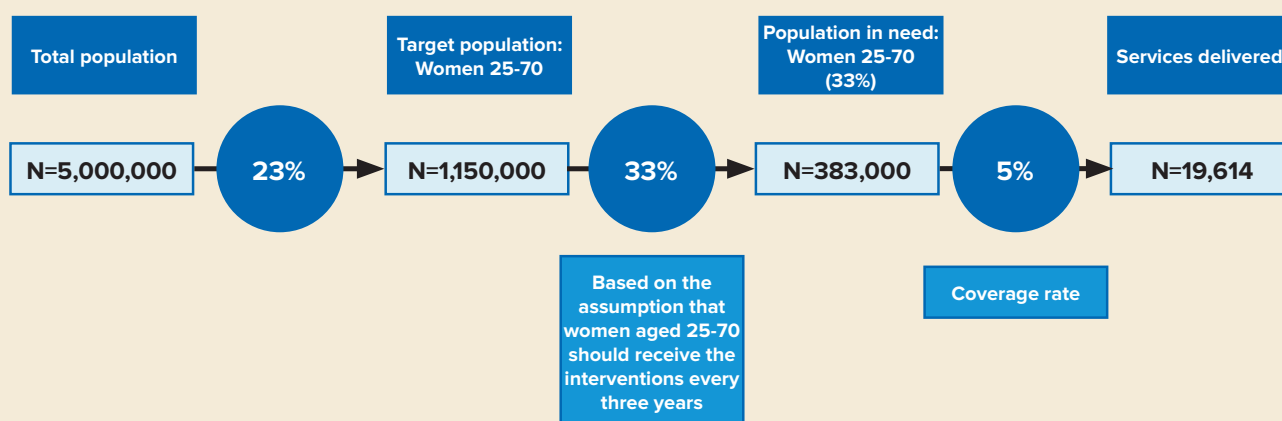 Total population
Target population:
Women 25-70
Population in need:
Women 25-70
(33%)
Services delivered
N=5,000,000
23%
N=1,150,000
33%
N=383,000
5%
N=19,614
Based on the
assumption that
women aged 25-70
should receive the
interventions every
three years
Coverage rate